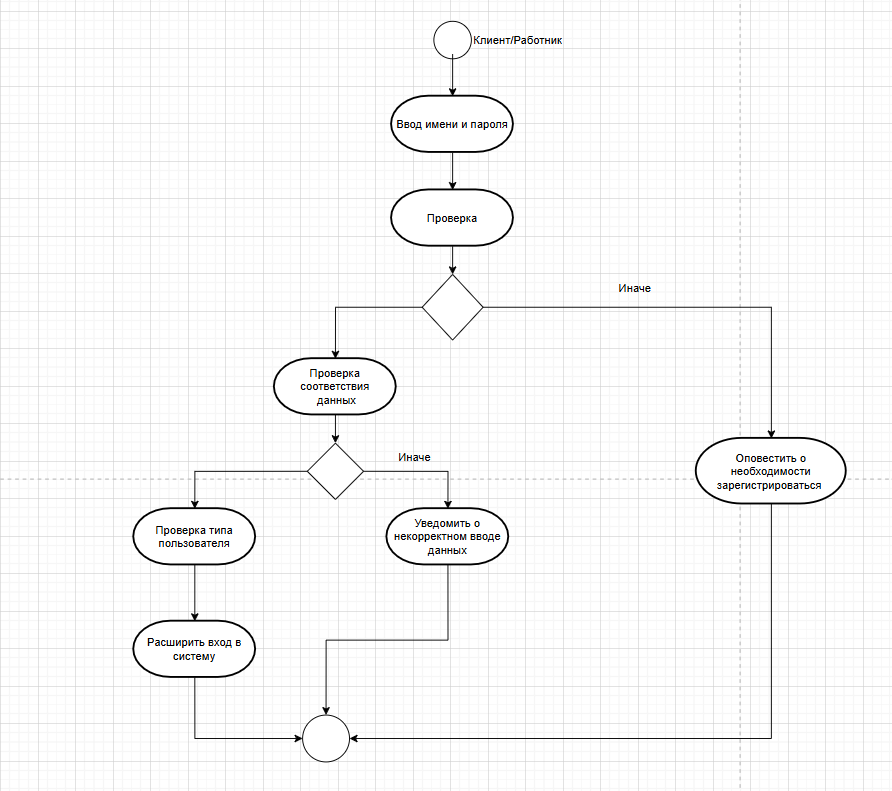 Клиент/Работник
Ввод имени и пароля
Проверка
Иначе
Проверка
соответствия
данных
Иначе
Оповестить о
необходимости
зарегистрироваться
Проверка типа
пользователя
Уведомить о
некорректном вводе
данных
Расширить вход в
систему